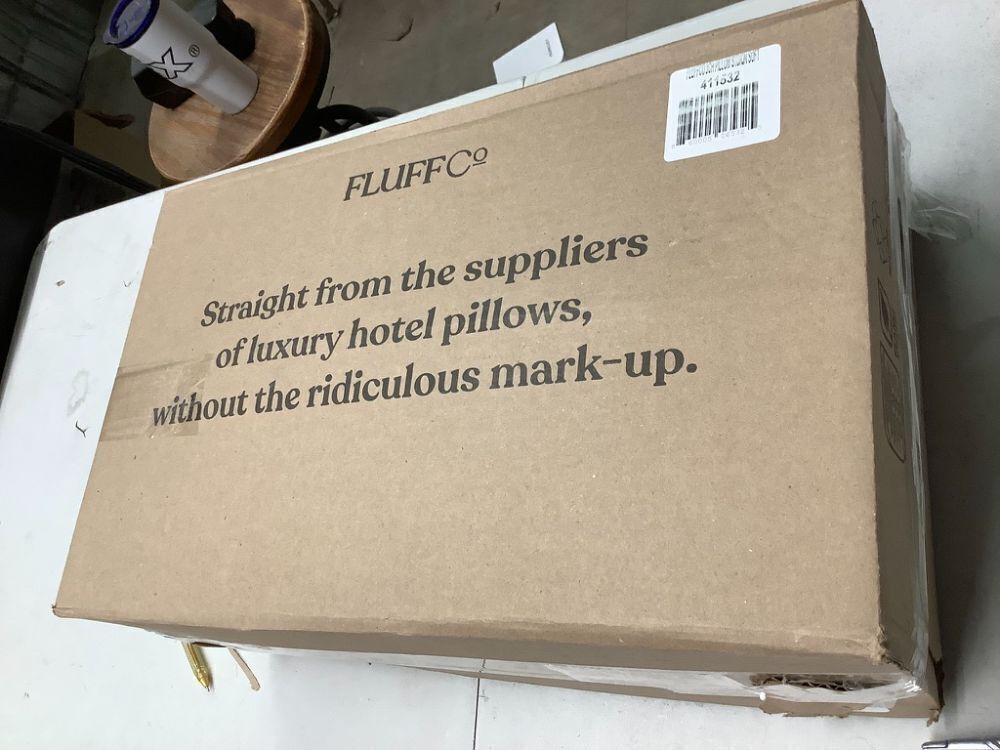 FLUFFCo
Straight from the suppliers
of luxury hotel pillows,
without the ridiculous mark-up.
411532
X®